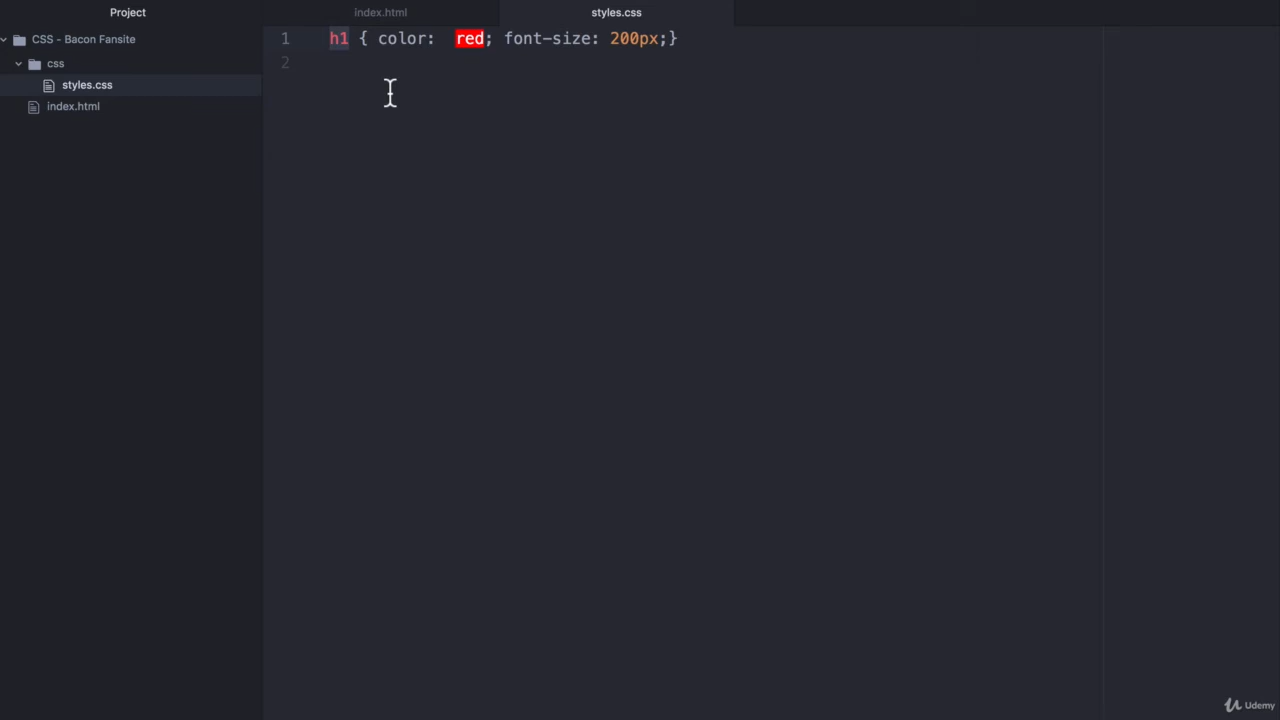 Project
index.html
styles.css
CSS - Bacon Fansite
css
styles.css
index.html
1 h1 { color:  red; font-size: 200px;}
2
Udemy